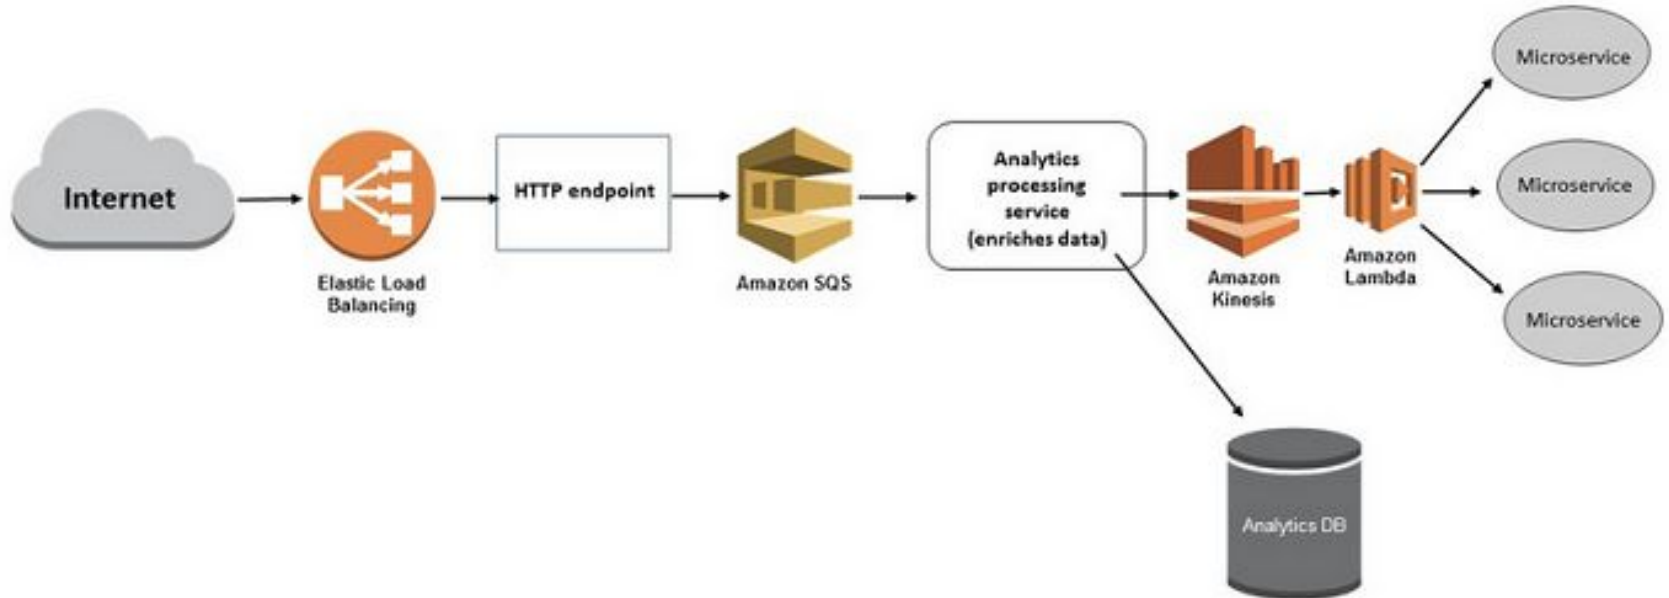 Internet
Elastic Load
Balancing
HTTP endpoint
Amazon SQS
Analytics
processing
service
(enriches data)
Amazon
Kinesis
Amazon
Lambda
Microservice
Microservice
Microservice
Analytics DB